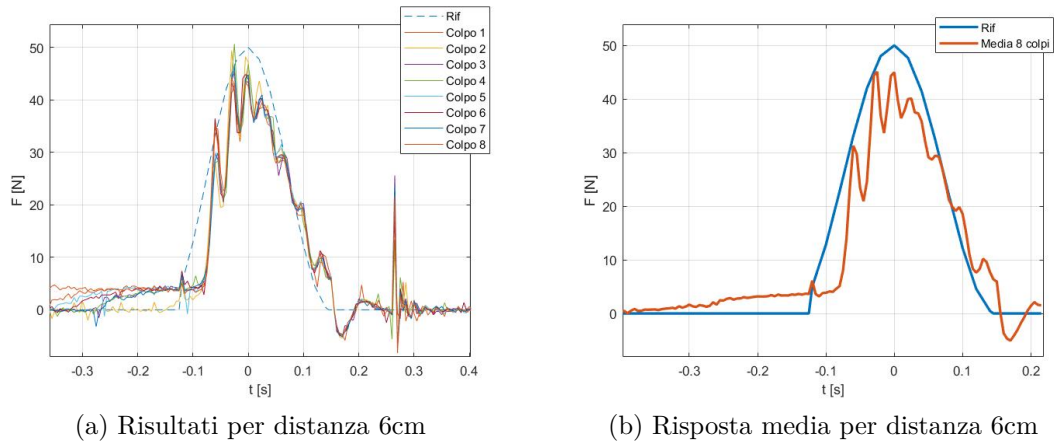 Rif
Colpo 1
Colpo 2
Colpo 3
Colpo 4
Colpo 5
Colpo 6
Colpo 7
Colpo 8
50
40
30
20
10
0
F [N]
-0.3 -0.2 -0.1 0 0.1 0.2 0.3 0.4
t [s]
(a) Risultati per distanza 6cm
Rif
Media 8 colpi
50
40
30
20
10
0
F [N]
-0.3 -0.2 -0.1 0 0.1 0.2
t [s]
(b) Risposta media per distanza 6cm